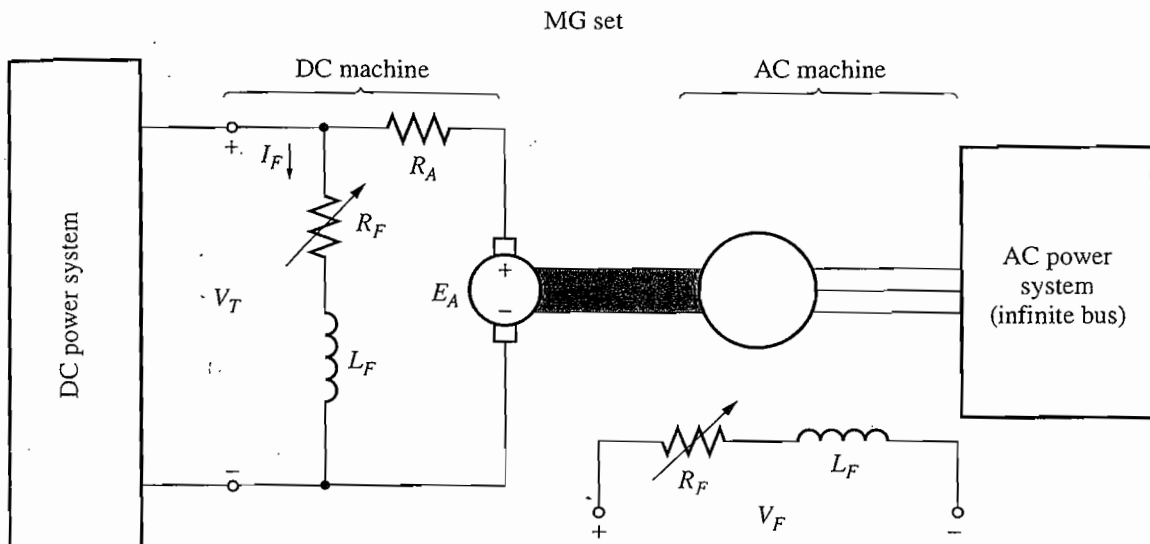 MG set
DC machine
AC machine
DC power system
+
I_F
R_A
R_F
V_T
E_A
+
−
L_F
−
AC power
system
(infinite bus)
R_F
L_F
+
V_F
−